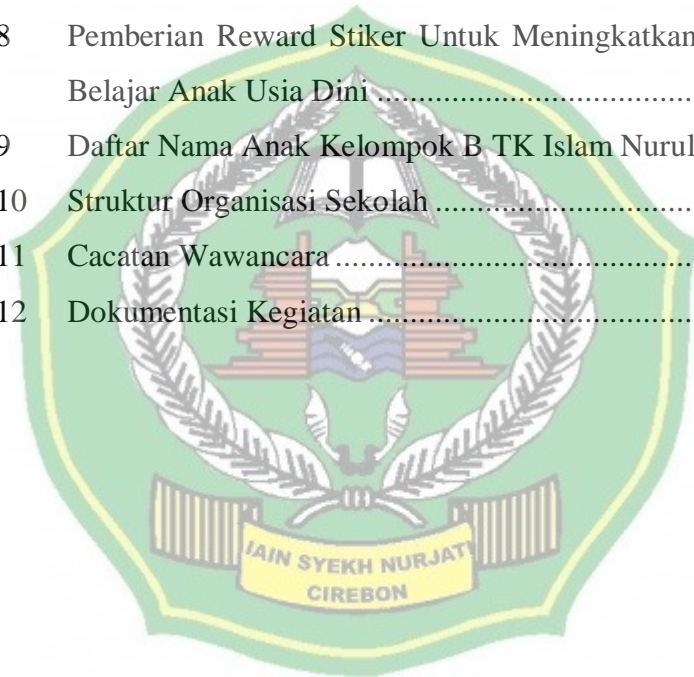 8 Pemberian Reward Stiker Untuk Meningkatkan
Belajar Anak Usia Dini ........................................
9 Daftar Nama Anak Kelompok B TK Islam Nurul
10 Struktur Organisasi Sekolah ................................
11 Cacatan Wawancara ............................................
12 Dokumentasi Kegiatan ........................................
IAIN SYEKH NURJATI
CIREBON